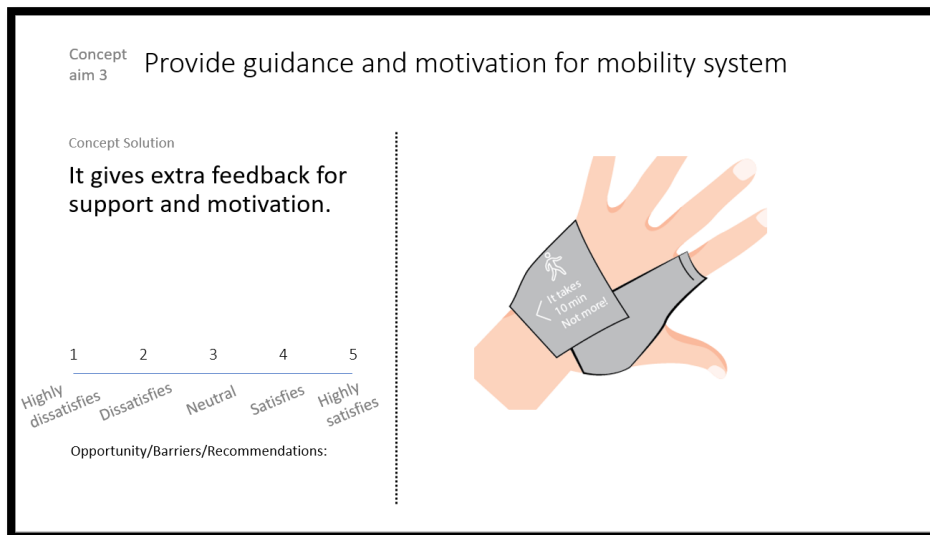 Concept
aim 3
Provide guidance and motivation for mobility system
Concept Solution
It gives extra feedback for
support and motivation.
It takes
10 min
Not more!
1 2 3 4 5
Highly
dissatisfies
Dissatisfies
Neutral
Satisfies
Highly
satisfies
Opportunity/Barriers/Recommendations: